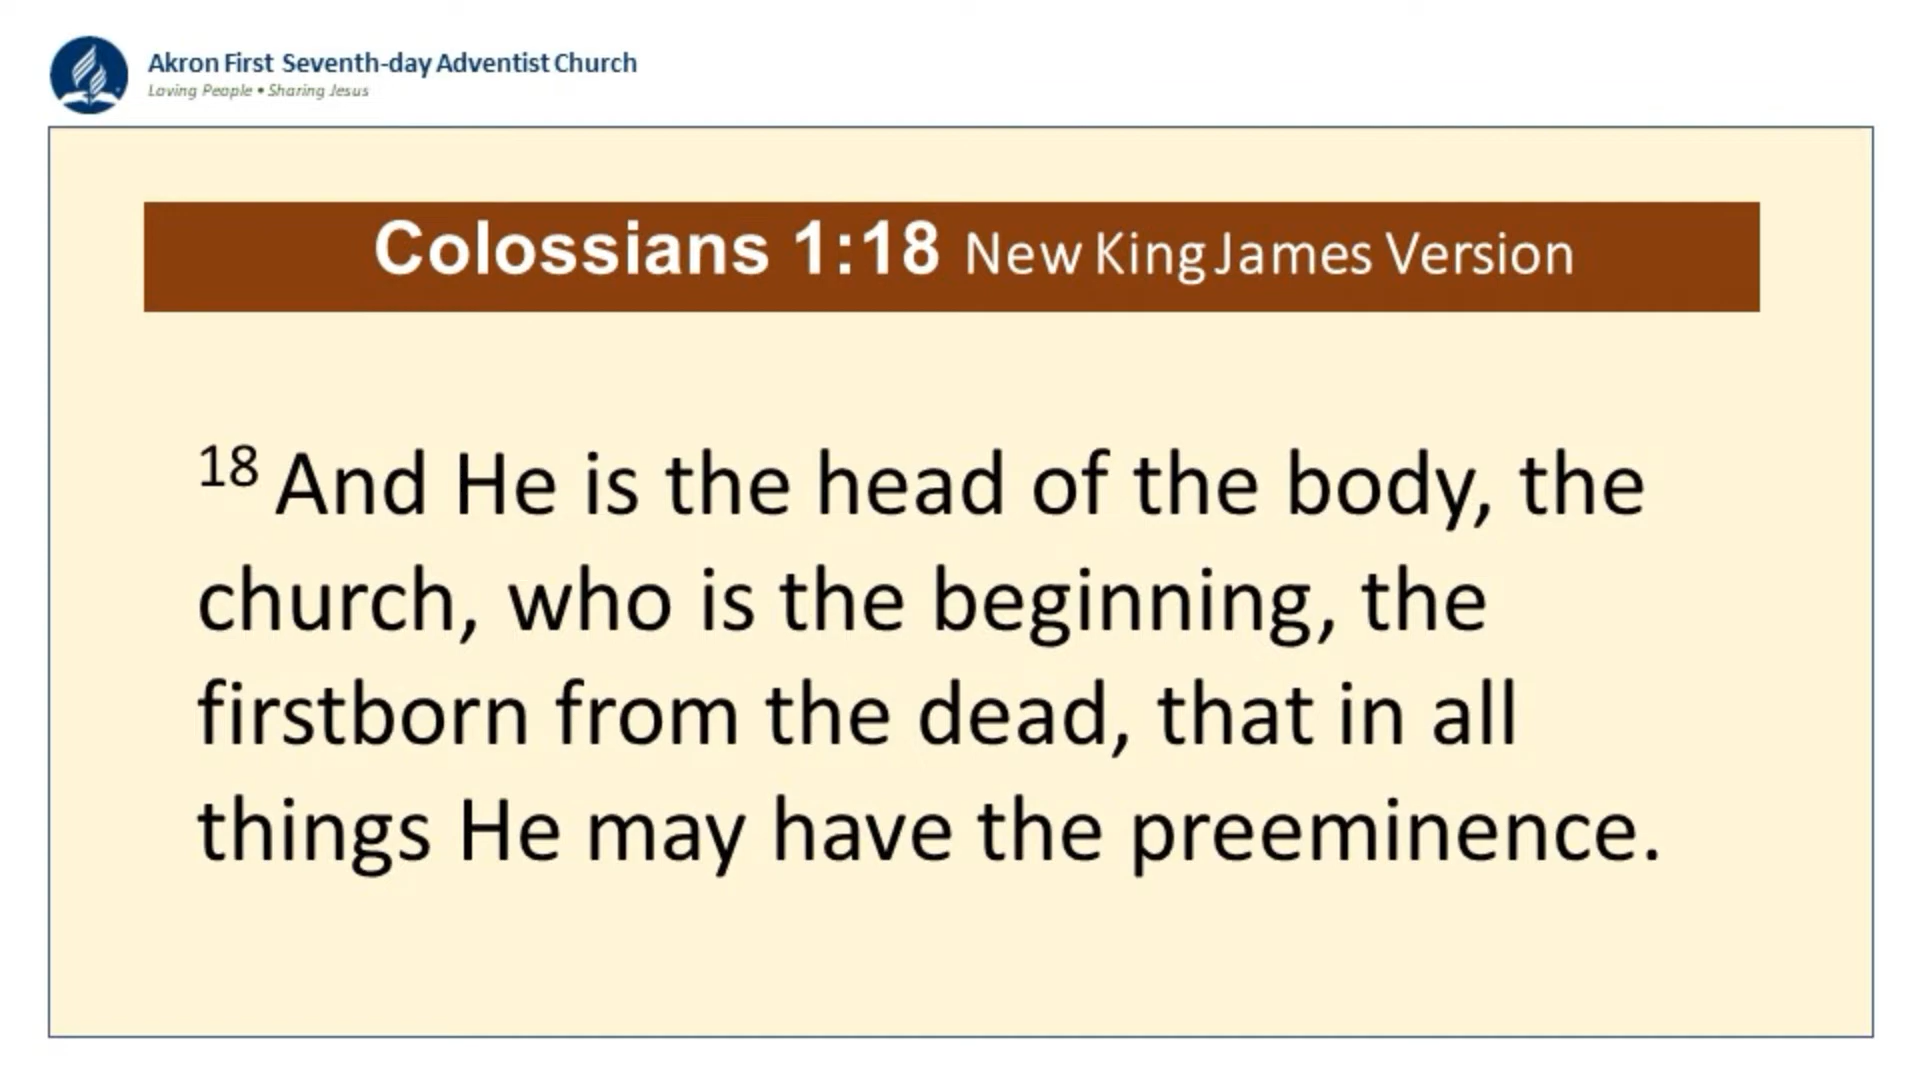 Akron First Seventh-day Adventist Church
Loving People • Sharing Jesus
Colossians 1:18 New King James Version
18 And He is the head of the body, the
church, who is the beginning, the
firstborn from the dead, that in all
things He may have the preeminence.